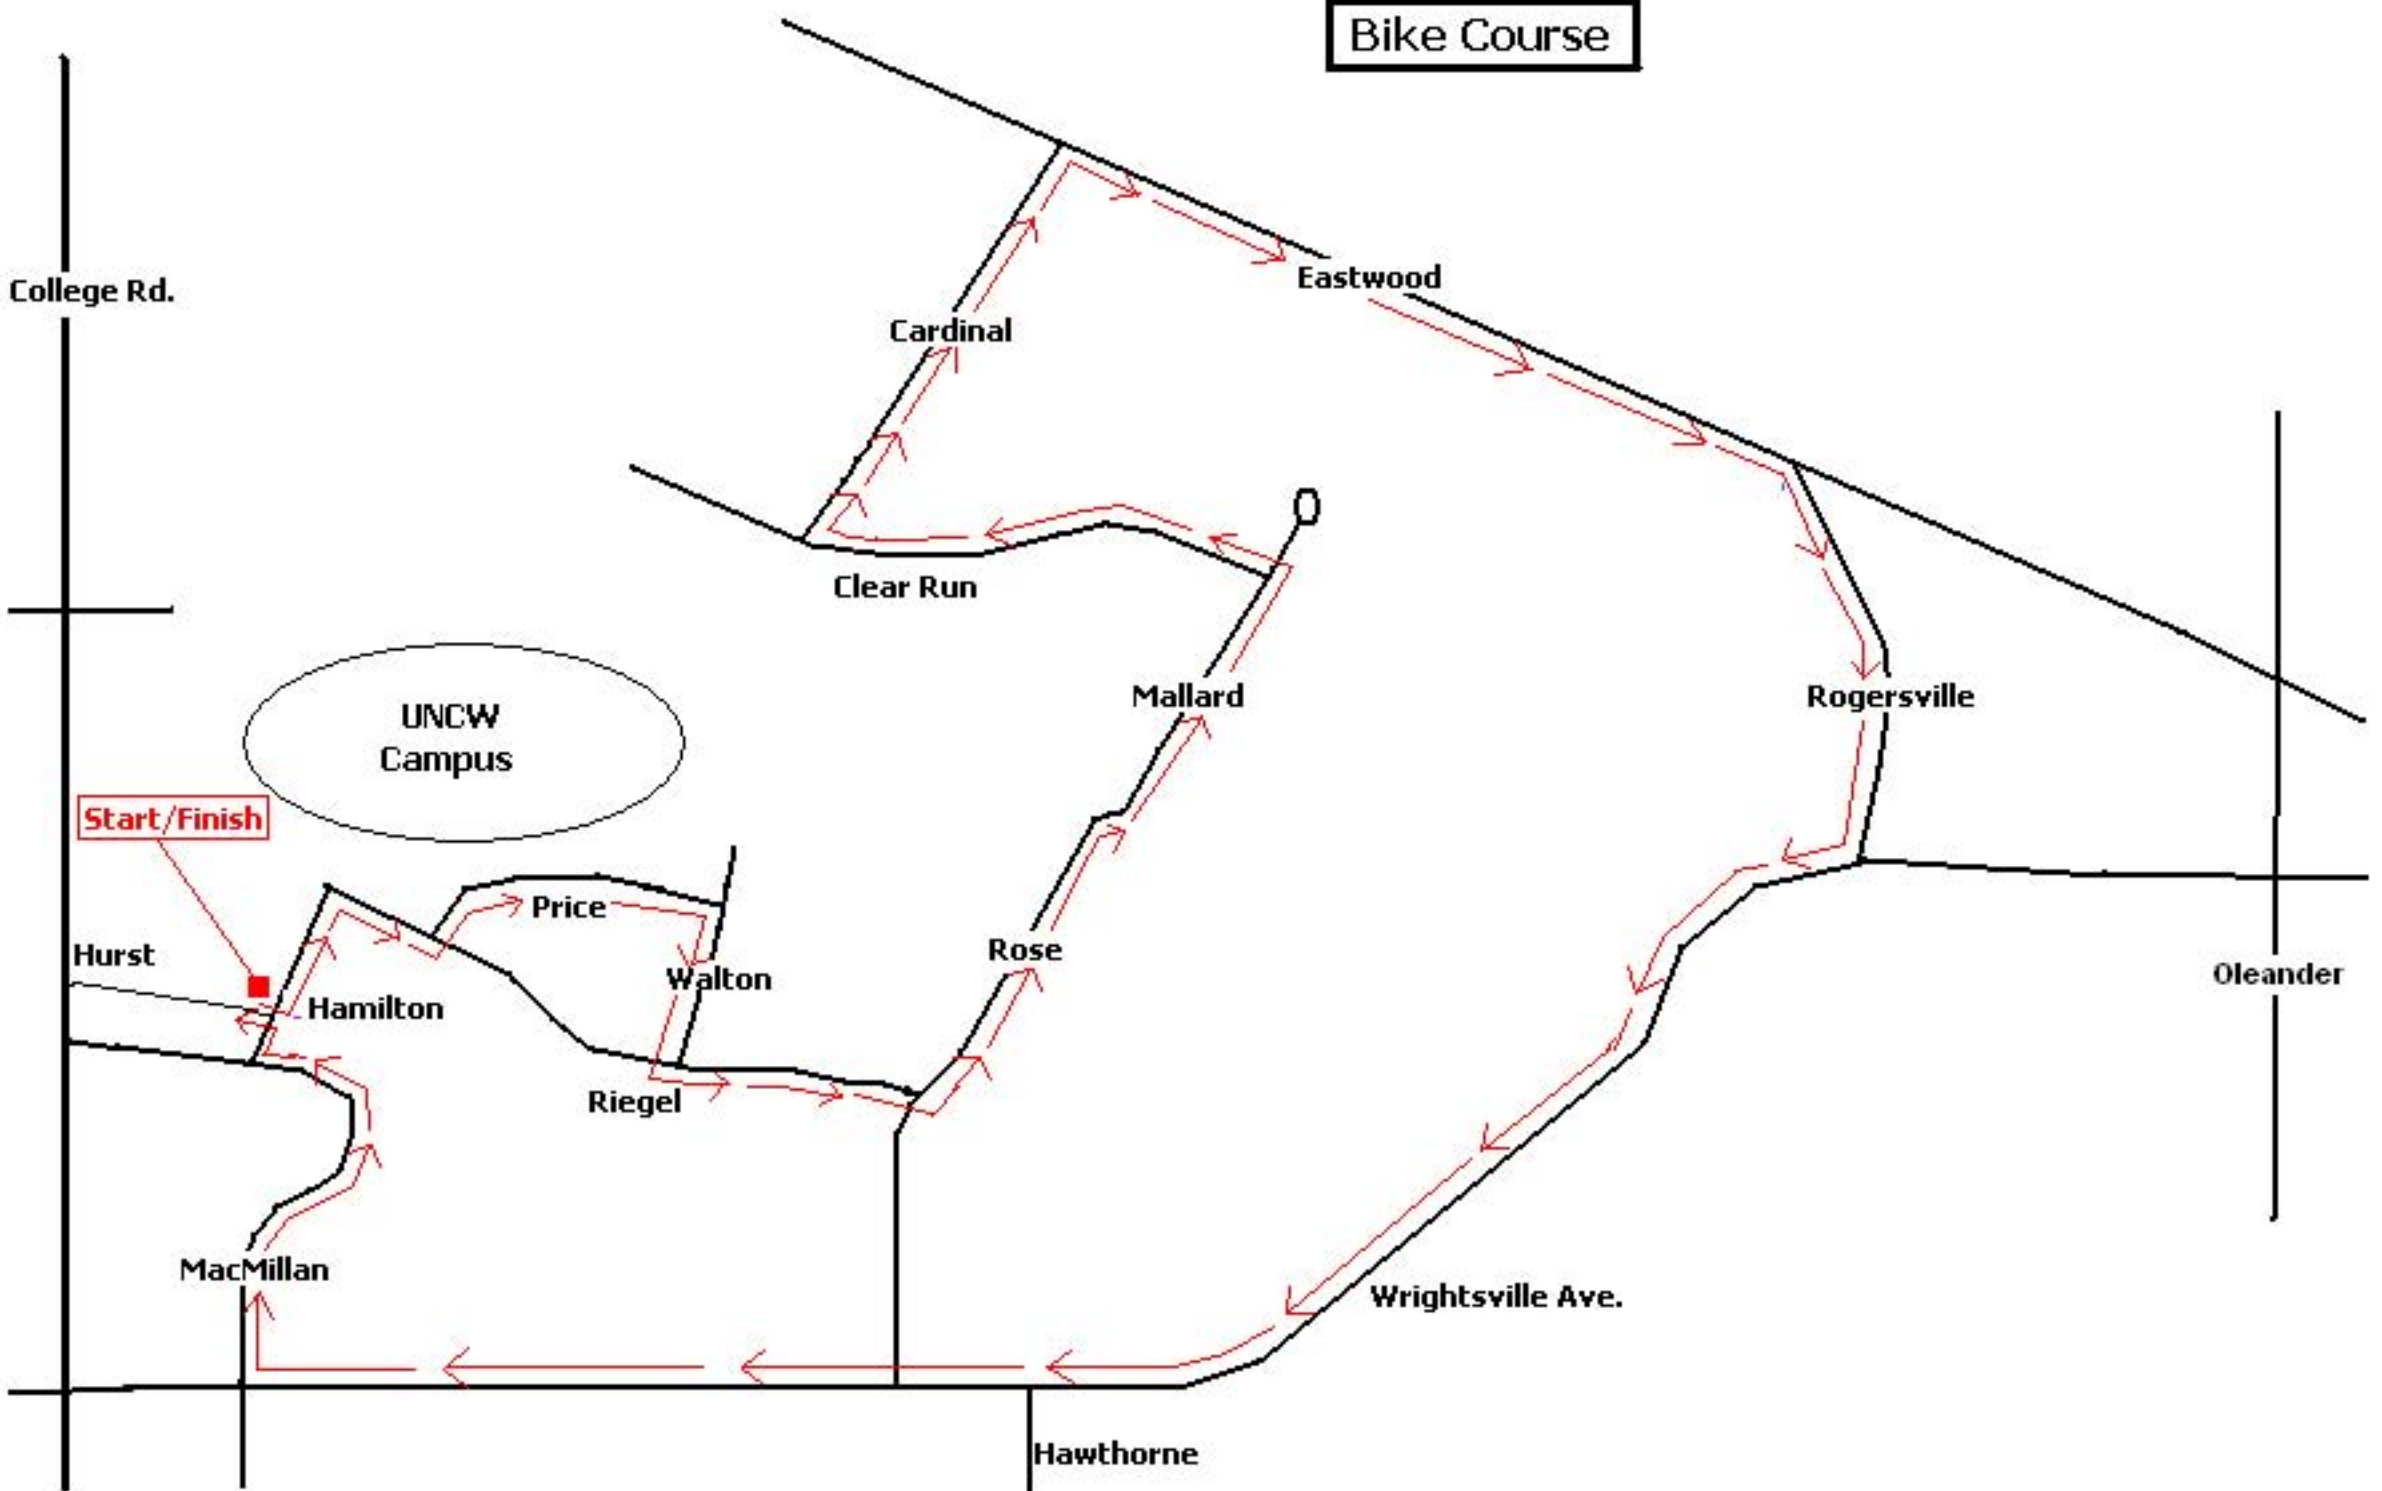 Bike Course
College Rd.
Eastwood
Cardinal
Clear Run
UNCW
Campus
Mallard
Rogersville
Start/Finish
Price
Hurst
Rose
Walton
Oleander
Hamilton
Riegel
MacMillan
Wrightsville Ave.
Hawthorne